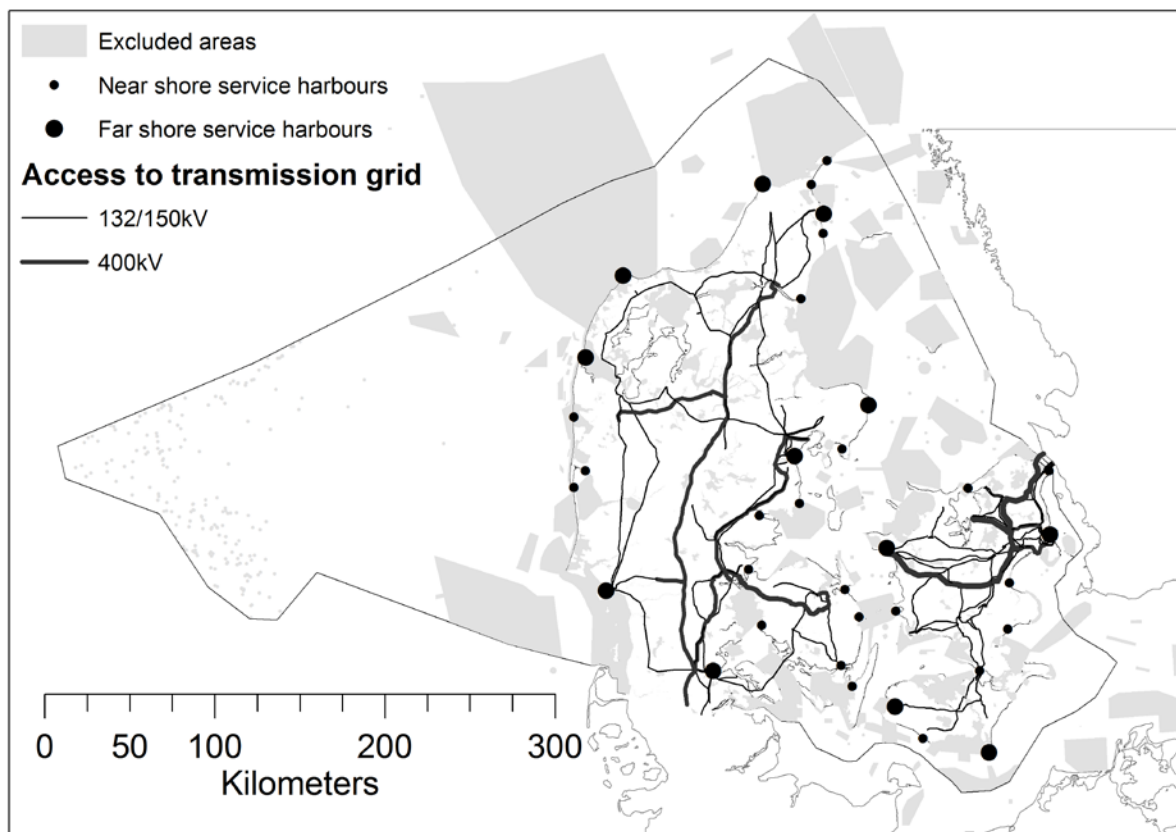 Excluded areas
Near shore service harbours
Far shore service harbours
Access to transmission grid
132/150kV
400kV
0 50 100 200 300
Kilometers